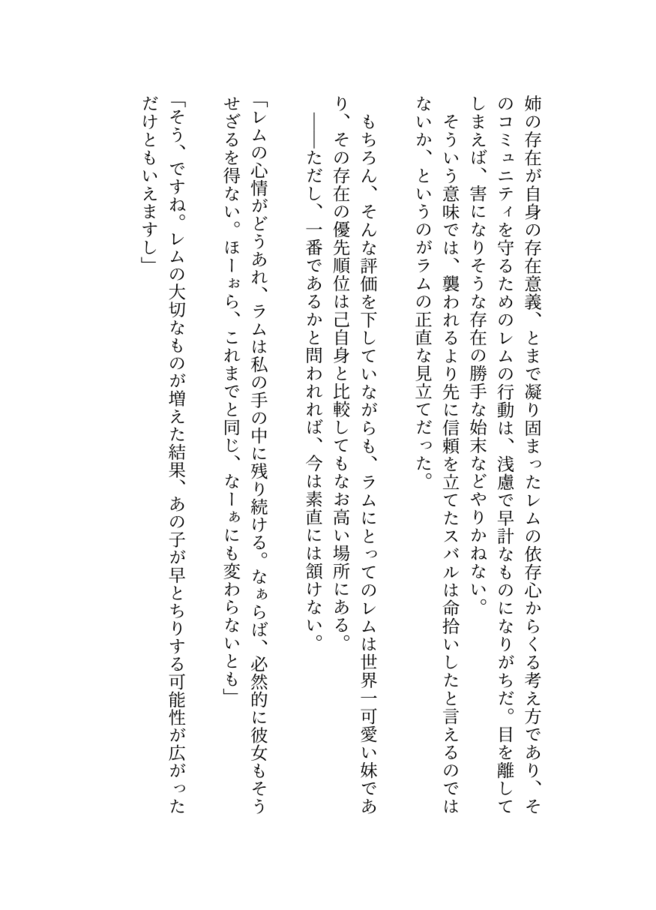 姉の存在が自身の存在意義、とまで凝り固まったレムの依存心からくる考え方であり、そ
のコミュニティを守るためのレムの行動は、浅慮で早計なものになりがちだ。目を離して
しまえば、害になりそうな存在の勝手な始末などやりかねない。
そういう意味では、襲われるより先に信頼を立てたスバルは命拾いしたと言えるのでは
ないか、というのがラムの正直な見立てだった。
もちろん、そんな評価を下していながらも、ラムにとってのレムは世界一可愛い妹であ
り、その存在の優先順位は己自身と比較してもなお高い場所にある。
――ただし、一番であるかと問われれば、今は素直には頷けない。
「レムの心情がどうあれ、ラムは私の手の中に残り続ける。なぁらば、必然的に彼女もそう
せざるを得ない。ほーぉら、これまでと同じ、なーぁにも変わらないとも」
「そう、ですね。レムの大切なものが増えた結果、あの子が早とちりする可能性が広がった
だけともいえますし」